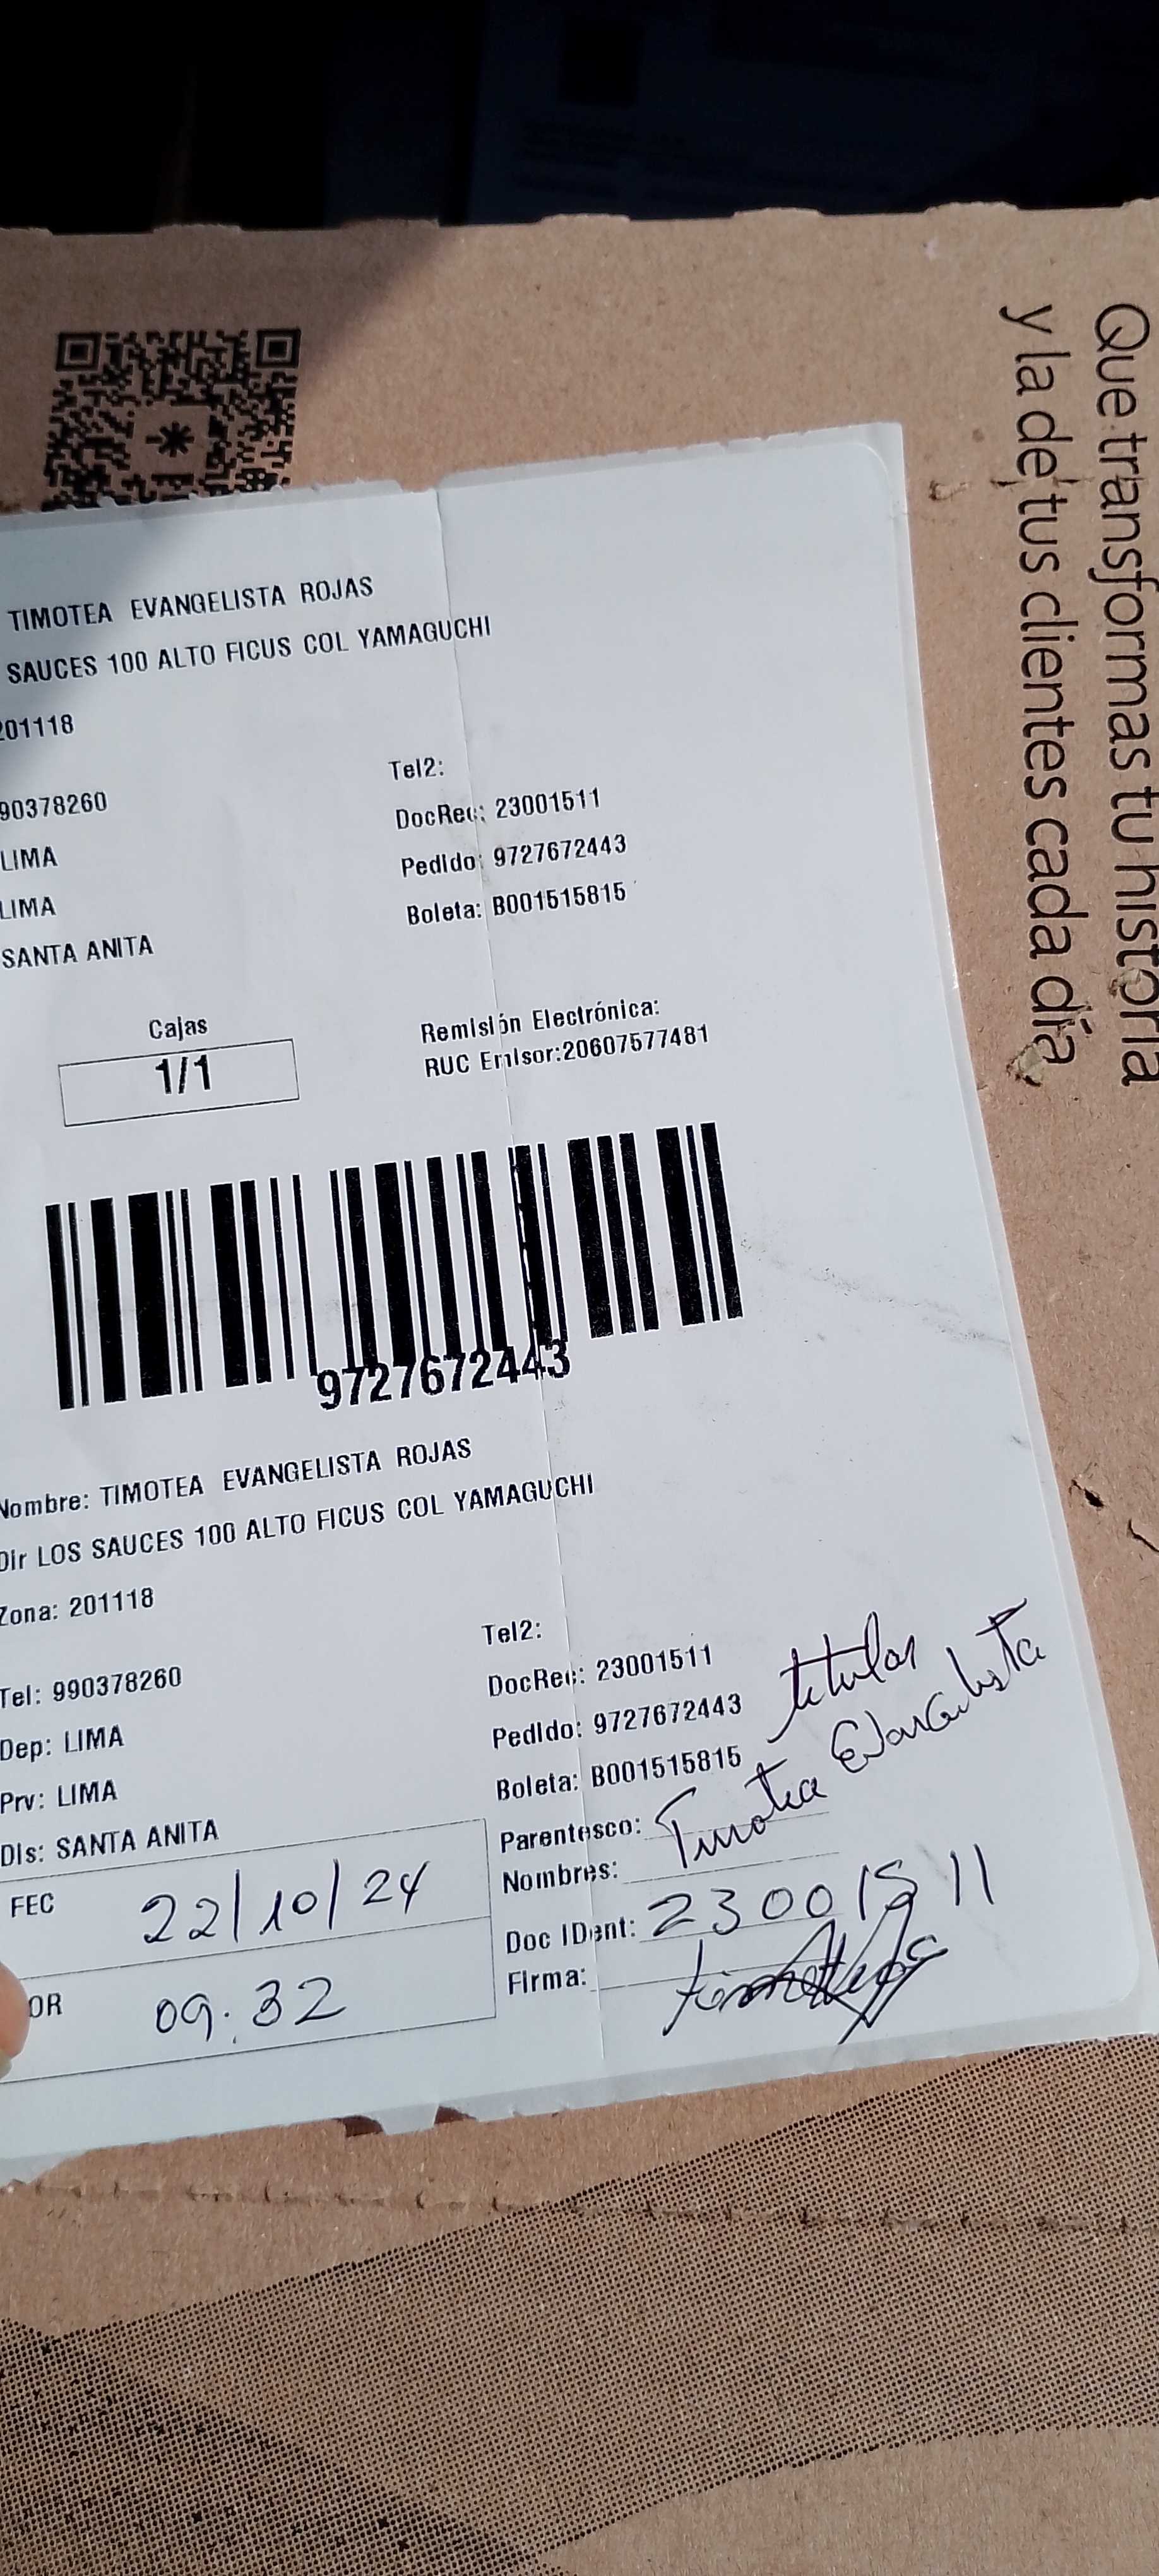 TIMOTEA EVANGELISTA ROJAS
SAUCES 100 ALTO FICUS COL YAMAGUCHI
201118
Tel2:
90378260
DocRec: 23001511
LIMA
Pedido: 9727672443
LIMA
Boleta: B001515815
SANTA ANITA
Cajas
1/1
Remisión Electrónica:
RUC Emisor:20607577481
9727672443
Nombre: TIMOTEA EVANGELISTA ROJAS
Dir LOS SAUCES 100 ALTO FICUS COL YAMAGUCHI
Zona: 201118
Tel2:
Tel: 990378260
DocRec: 23001511
Dep: LIMA
Pedido: 9727672443
Prv: LIMA
Boleta: B001515815
Dis: SANTA ANITA
Parentesco: titular
Nombres: Timotea Evangelista
FEC 22/10/24
Doc IDent: 23001511
OR 09:32
Firma:
Que transformas tu historia
y la de tus clientes cada día